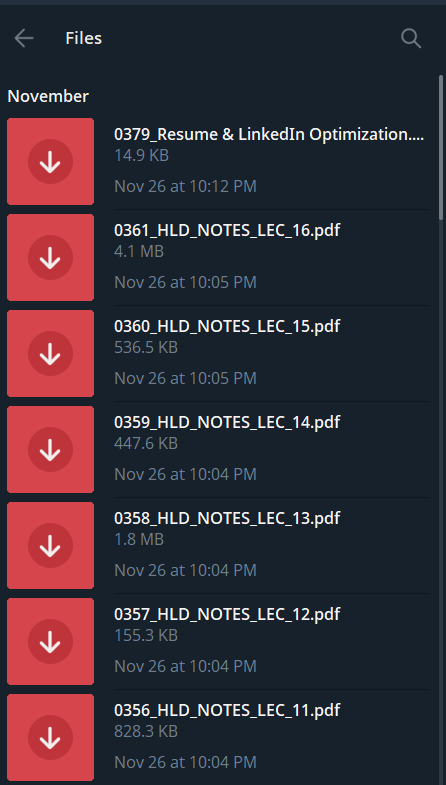 Files
November
0379_Resume & LinkedIn Optimization....
14.9 KB
Nov 26 at 10:12 PM
0361_HLD_NOTES_LEC_16.pdf
4.1 MB
Nov 26 at 10:05 PM
0360_HLD_NOTES_LEC_15.pdf
536.5 KB
Nov 26 at 10:05 PM
0359_HLD_NOTES_LEC_14.pdf
447.6 KB
Nov 26 at 10:04 PM
0358_HLD_NOTES_LEC_13.pdf
1.8 MB
Nov 26 at 10:04 PM
0357_HLD_NOTES_LEC_12.pdf
155.3 KB
Nov 26 at 10:04 PM
0356_HLD_NOTES_LEC_11.pdf
828.3 KB
Nov 26 at 10:04 PM